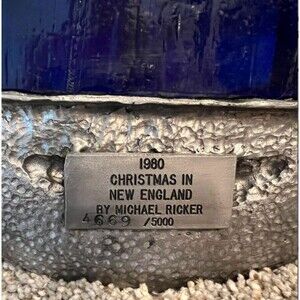 1980
CHRISTMAS IN
NEW ENGLAND
BY MICHAEL RICKER
4669 /5000